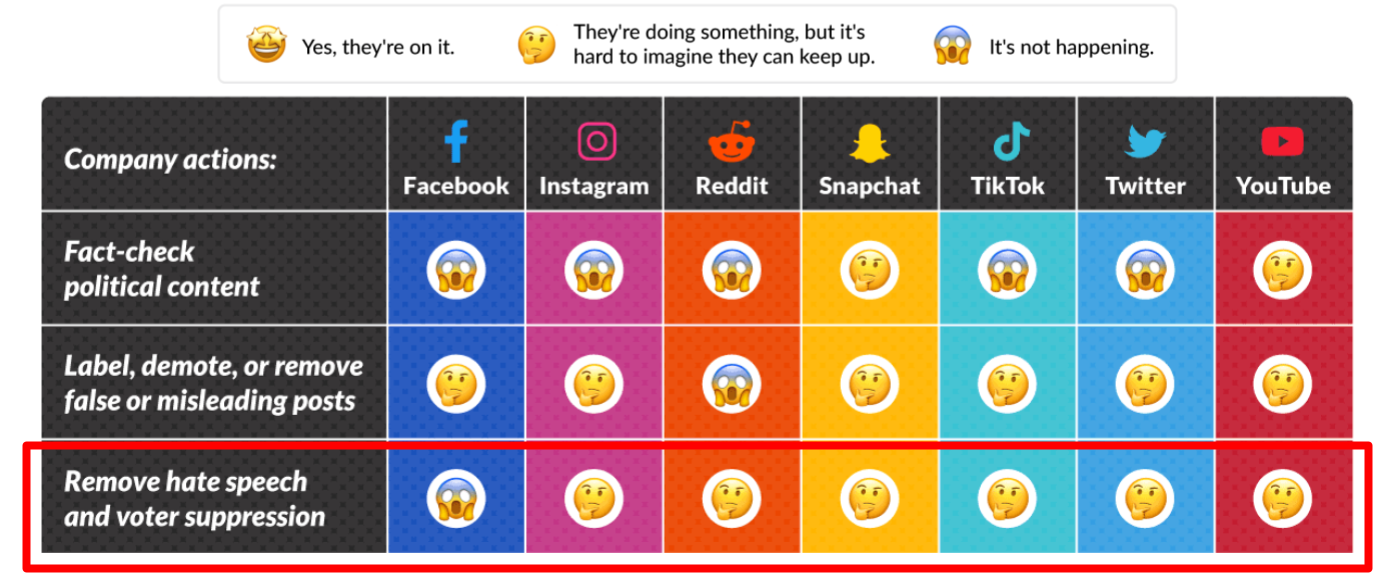 Yes, they're on it.
They're doing something, but it's
hard to imagine they can keep up.
It's not happening.
Company actions:
Facebook
Instagram
Reddit
Snapchat
TikTok
Twitter
YouTube
Fact-check
political content
Label, demote, or remove
false or misleading posts
Remove hate speech
and voter suppression